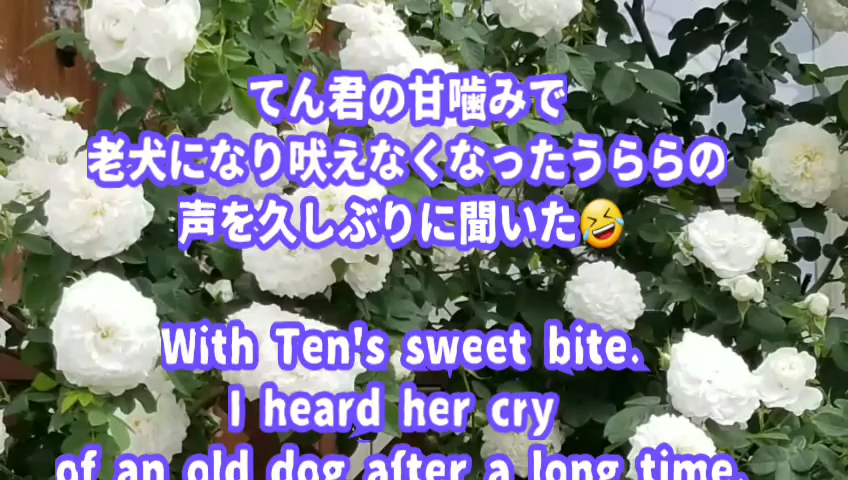 てん君の甘噛みで
老犬になり吠えなくなったうららの
声を久しぶりに聞いた🤣
With Ten's sweet bite.
I heard her cry
of an old dog after a long time.